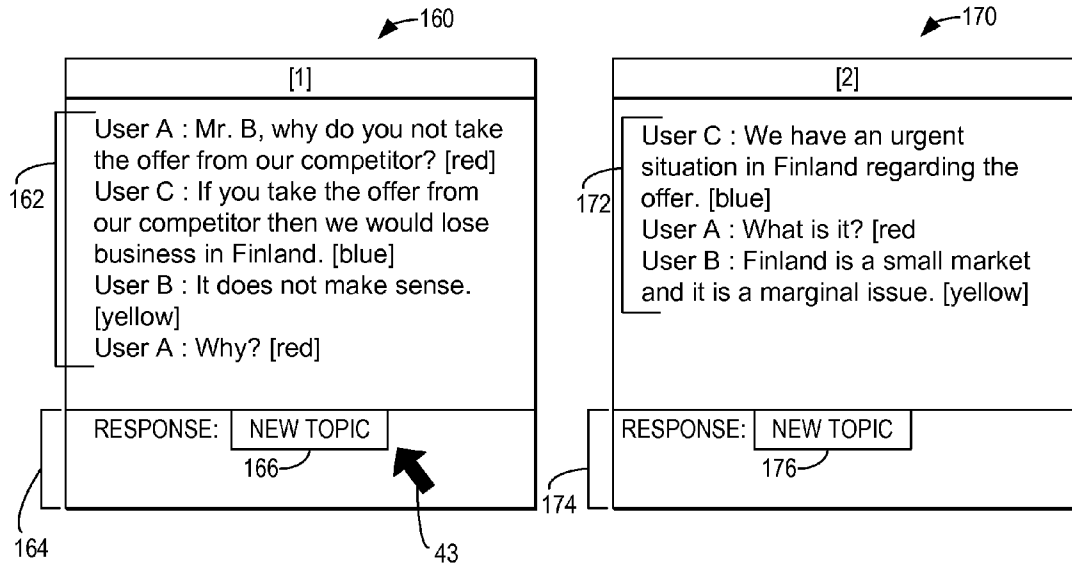 160
[1]
User A : Mr. B, why do you not take
the offer from our competitor? [red]
User C : If you take the offer from
our competitor then we would lose
business in Finland. [blue]
User B : It does not make sense.
[yellow]
User A : Why? [red]
162
RESPONSE: NEW TOPIC
166
164
43
170
[2]
User C : We have an urgent
situation in Finland regarding the
offer. [blue]
User A : What is it? [red
User B : Finland is a small market
and it is a marginal issue. [yellow]
172
RESPONSE: NEW TOPIC
176
174